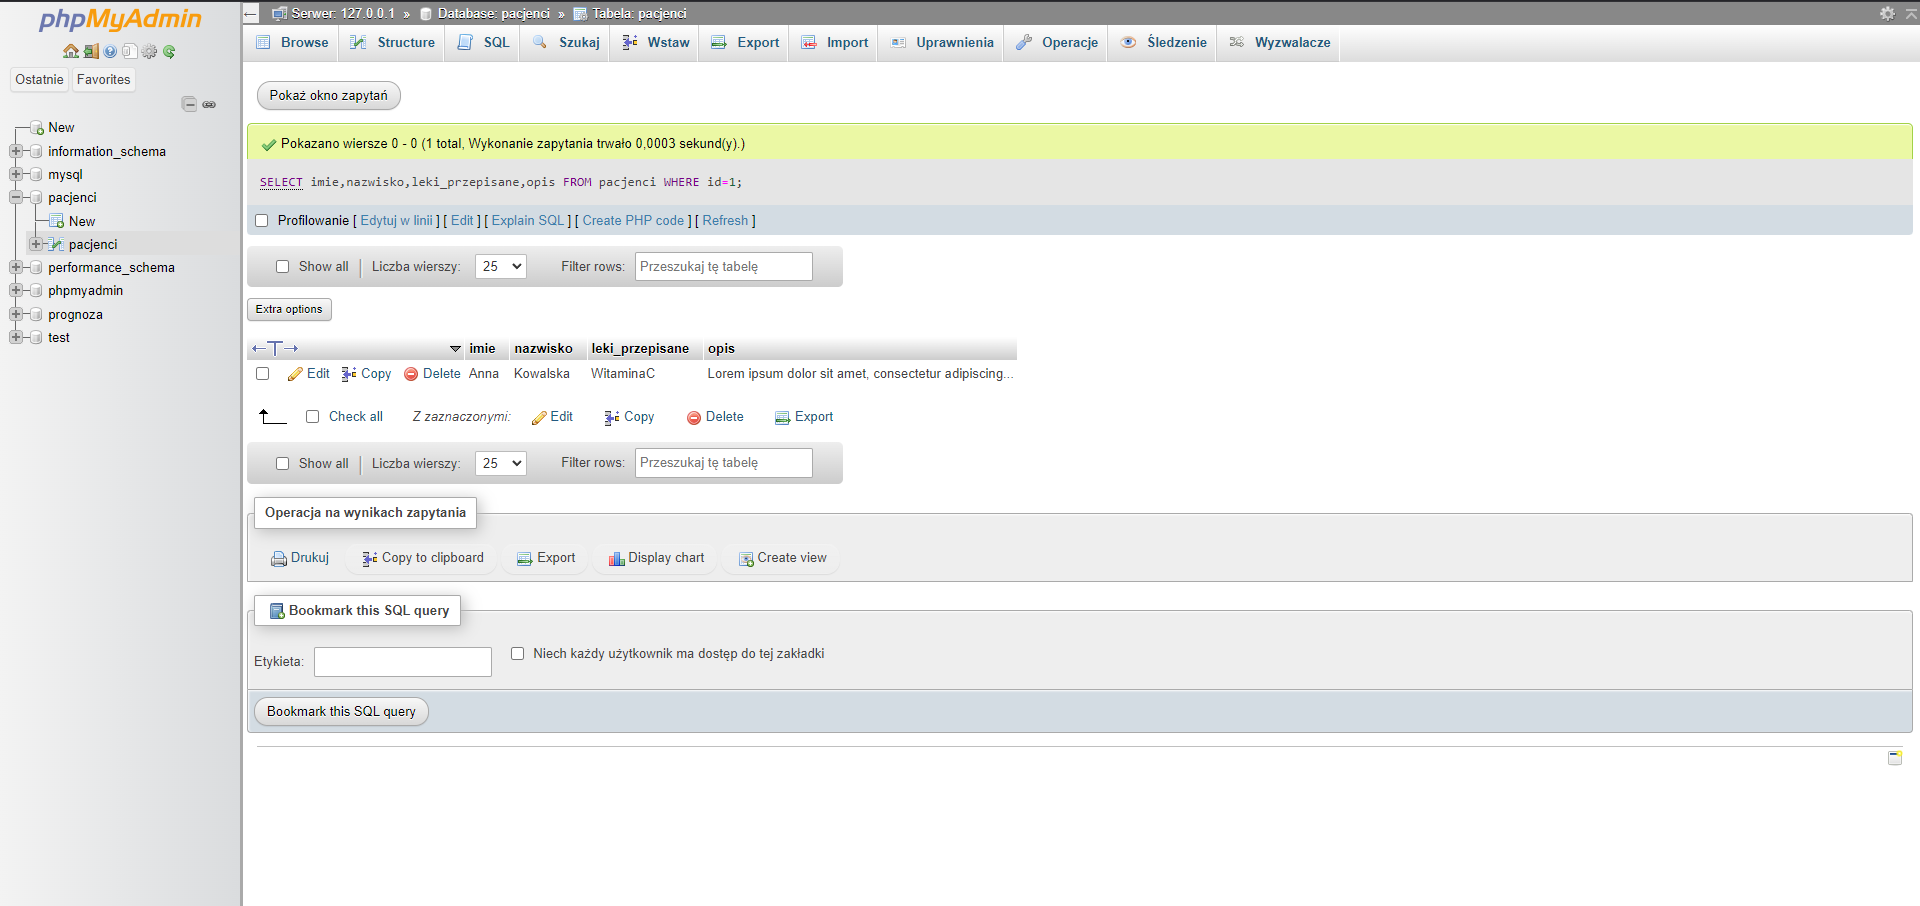 phpMyAdmin
Ostatnie Favorites
New
information_schema
mysql
pacjenci
New
pacjenci
performance_schema
phpmyadmin
prognoza
test
Serwer: 127.0.0.1 » Database: pacjenci » Tabela: pacjenci
Browse Structure SQL Szukaj Wstaw Export Import Uprawnienia Operacje Śledzenie Wyzwalacze
Pokaż okno zapytań
Pokazano wiersze 0 - 0 (1 total, Wykonanie zapytania trwało 0,0003 sekund(y).)
SELECT imie,nazwisko,leki_przepisane,opis FROM pacjenci WHERE id=1;
Profilowanie [ Edytuj w linii ] [ Edit ] [ Explain SQL ] [ Create PHP code ] [ Refresh ]
Show all Liczba wierszy: 25 Filter rows: Przeszukaj tę tabelę
Extra options
←T→ imie nazwisko leki_przepisane opis
Edit Copy Delete Anna Kowalska WitaminaC Lorem ipsum dolor sit amet, consectetur adipiscing...
Check all Z zaznaczonymi: Edit Copy Delete Export
Show all Liczba wierszy: 25 Filter rows: Przeszukaj tę tabelę
Operacja na wynikach zapytania
Drukuj Copy to clipboard Export Display chart Create view
Bookmark this SQL query
Etykieta: Niech każdy użytkownik ma dostęp do tej zakładki
Bookmark this SQL query